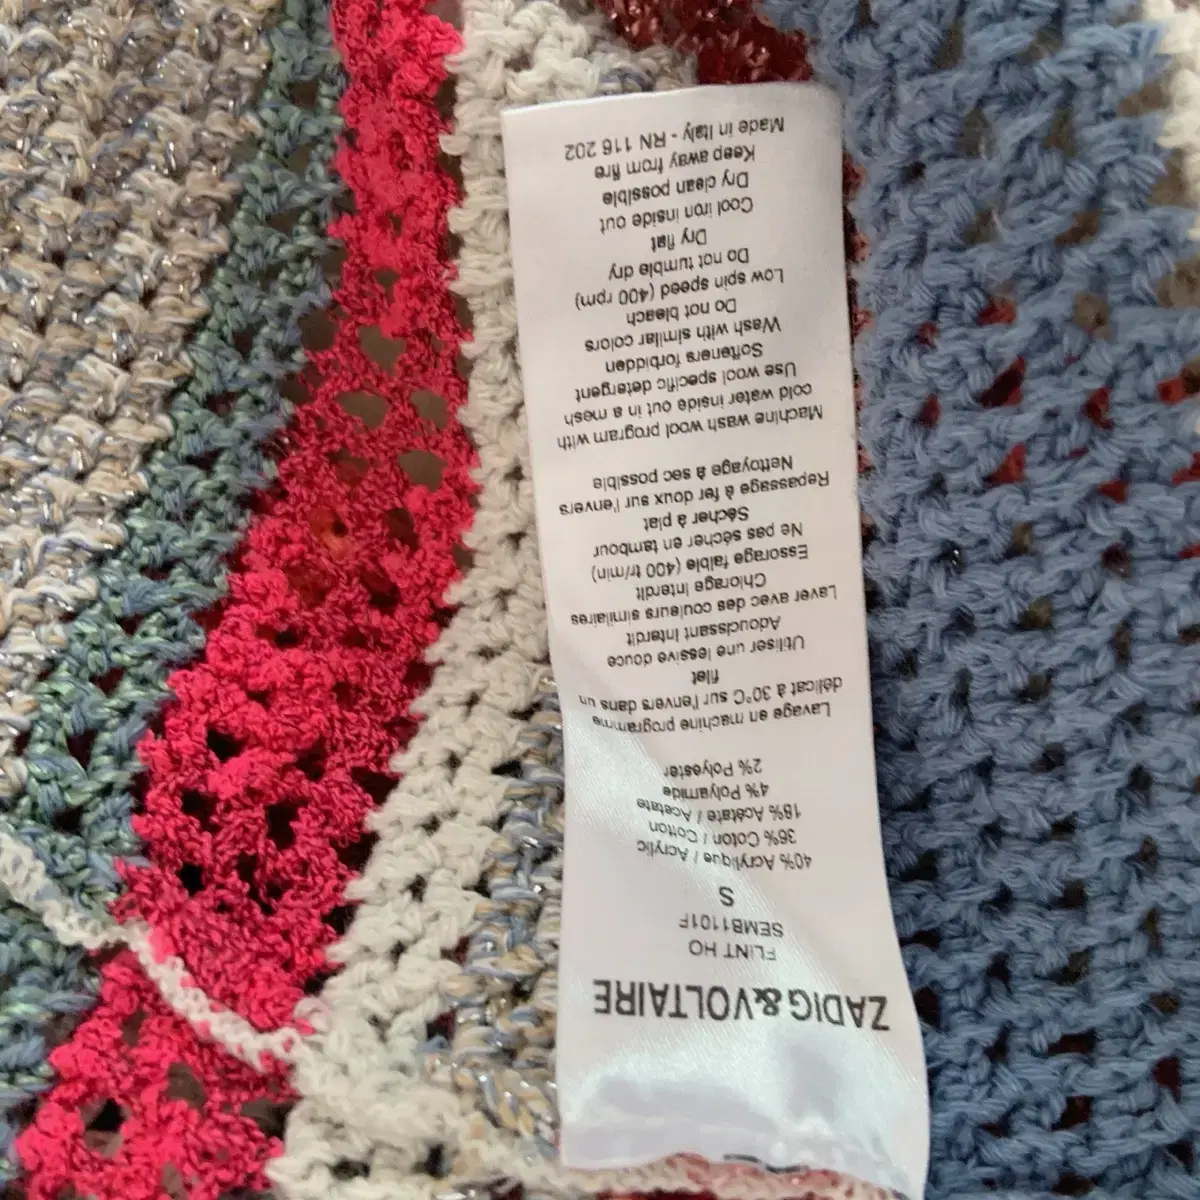 ZADIG&VOLTAIRE
FLINT HO
SEMB1101F
S
40% Acrylique / Acrylic
36% Coton / Cotton
18% Acétate / Acetate
4% Polyamide
2% Polyester
Lavage en machine programme
délicat à 30°C sur l'envers dans un
filet
Utiliser une lessive douce
Adoucissant interdit
Laver avec des couleurs similaires
Chlorage interdit
Essorage faible (400 tr/min)
Ne pas sécher en tambour
Sécher à plat
Repassage à fer doux sur l'envers
Nettoyage à sec possible
Machine wash wool program with
cold water inside out in a mesh
Use wool specific detergent
Softeners forbidden
Wash with similar colors
Do not bleach
Low spin speed (400 rpm)
Do not tumble dry
Dry flat
Cool iron inside out
Dry clean possible
Keep away from fire
Made in Italy - RN 116 202